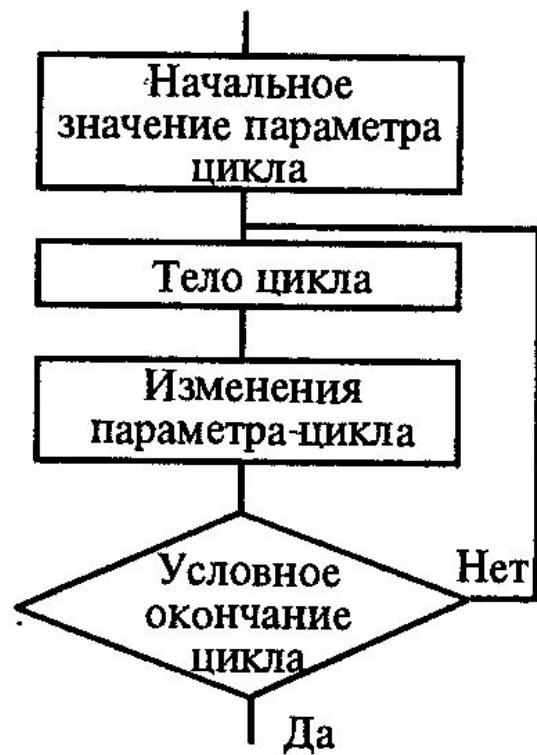 Начальное
значение параметра
цикла
Тело цикла
Изменения
параметра-цикла
Условное
окончание
цикла
Нет
Да